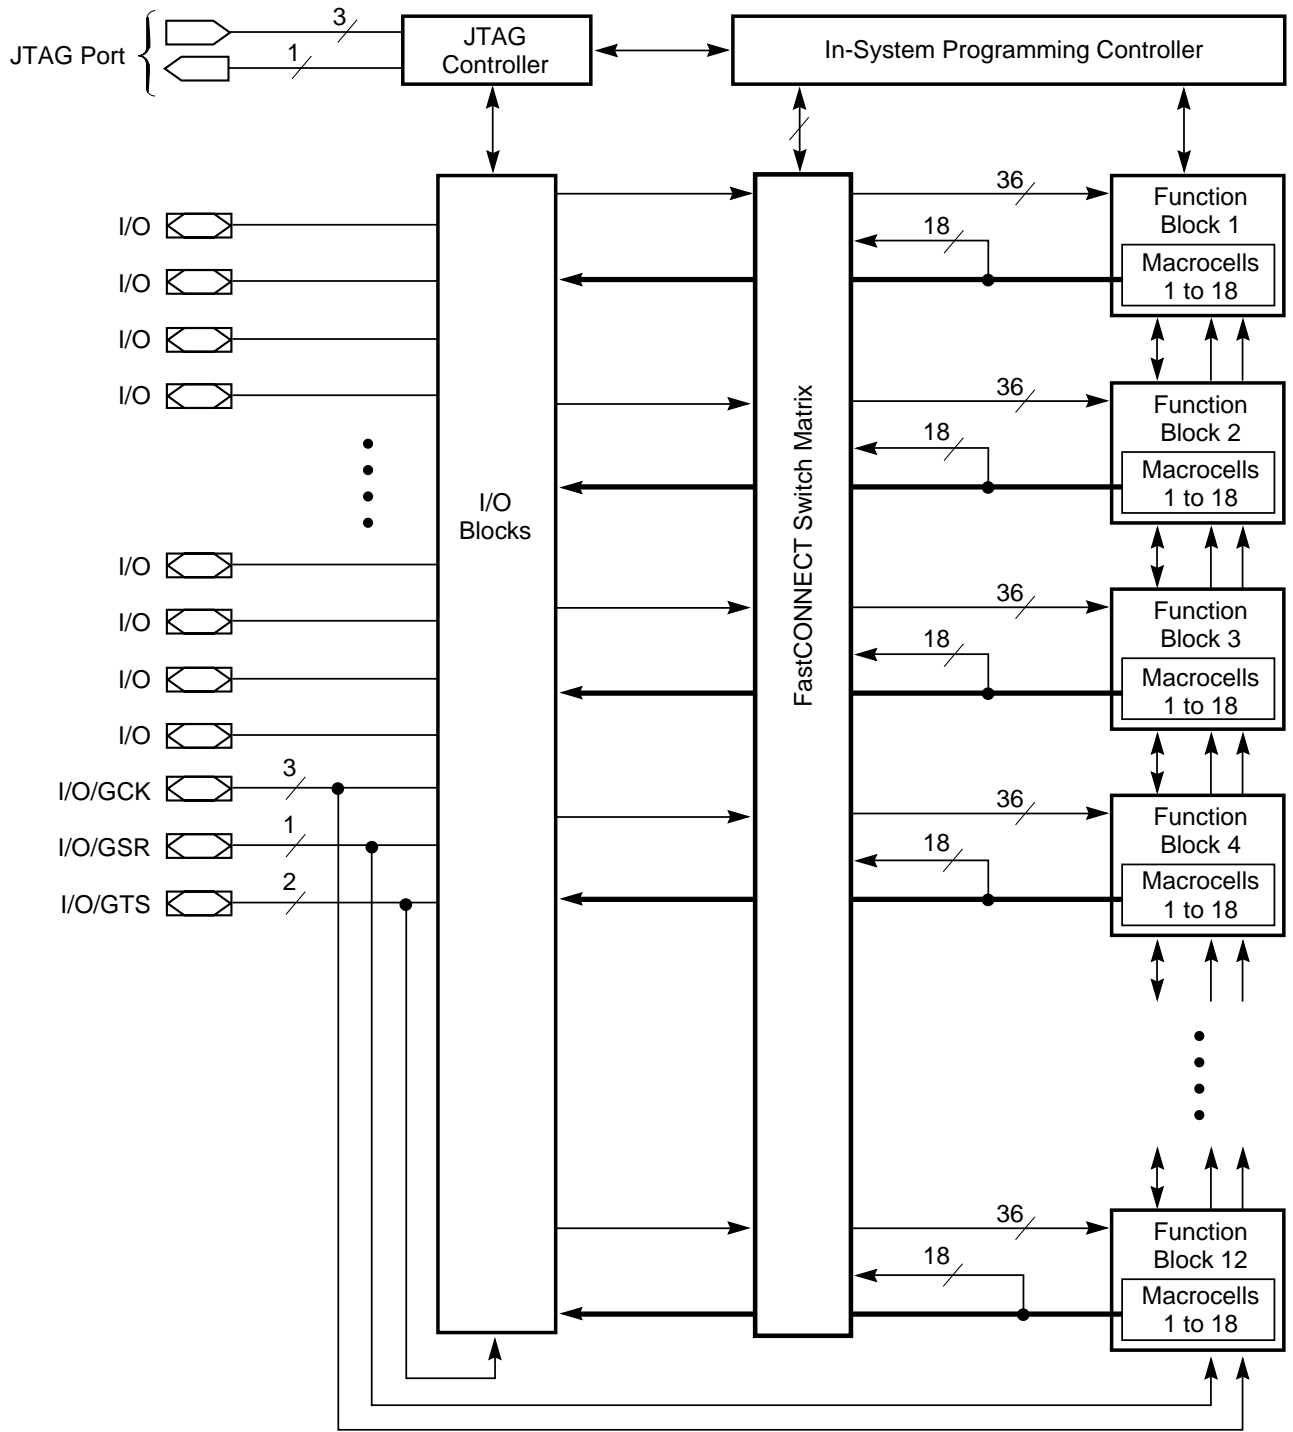 JTAG Port
3
1
JTAG
Controller
In-System Programming Controller
I/O
I/O
I/O
I/O
I/O
I/O
I/O
I/O
I/O/GCK
3
I/O/GSR
1
I/O/GTS
2
I/O
Blocks
FastCONNECT Switch Matrix
36
18
Function
Block 1
Macrocells
1 to 18
36
18
Function
Block 2
Macrocells
1 to 18
36
18
Function
Block 3
Macrocells
1 to 18
36
18
Function
Block 4
Macrocells
1 to 18
36
18
Function
Block 12
Macrocells
1 to 18